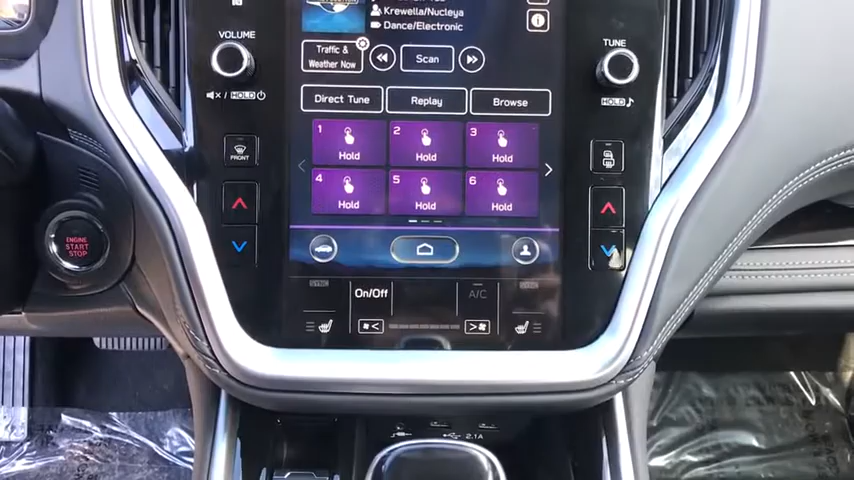 Krewella/Nucleya
Dance/Electronic
i
VOLUME
TUNE
Traffic &
Weather Now
Scan
/ HOLD
HOLD
Direct Tune
Replay
Browse
1
2
3
Hold
Hold
Hold
FRONT
4
5
6
Hold
Hold
Hold
ENGINE
START
STOP
SYNC
On/Off
A/C
SYNC
2.1A